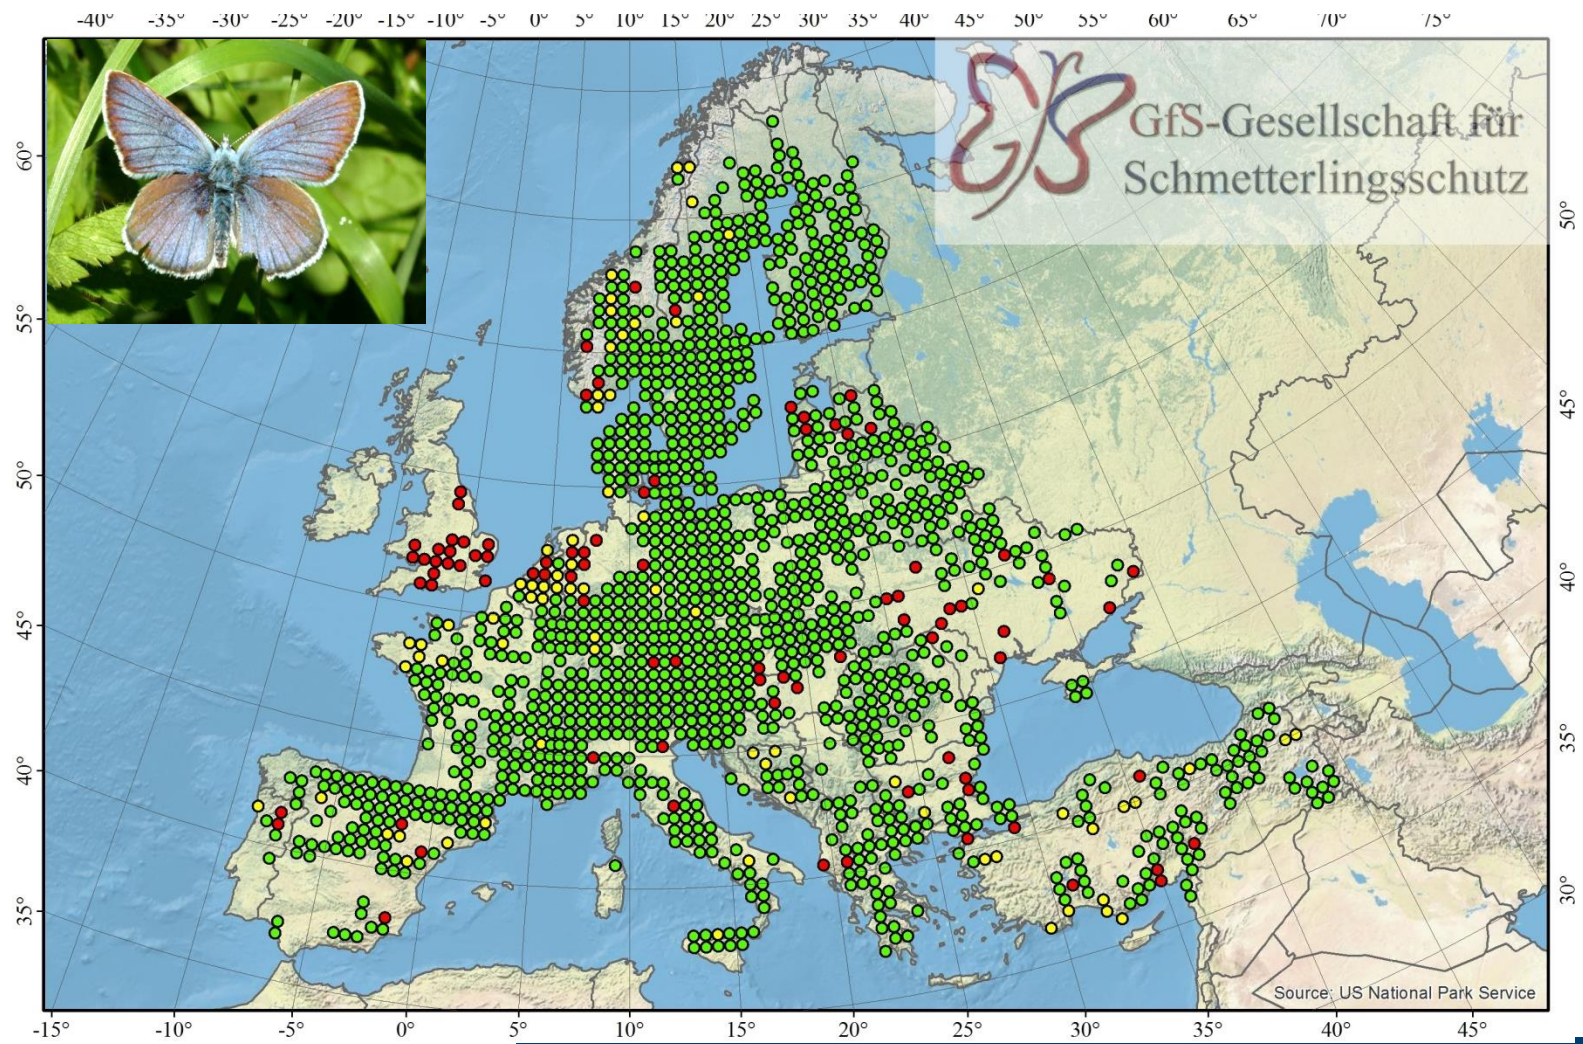 -40° -35° -30° -25° -20° -15° -10° -5° 0° 5° 10° 15° 20° 25° 30° 35° 40° 45° 50° 55° 60° 65° 70° 75°
GfS-Gesellschaft für
Schmetterlingsschutz
60°
55°
50°
45°
40°
35°
50°
45°
40°
35°
30°
Source: US National Park Service
-15° -10° -5° 0° 5° 10° 15° 20° 25° 30° 35° 40° 45°